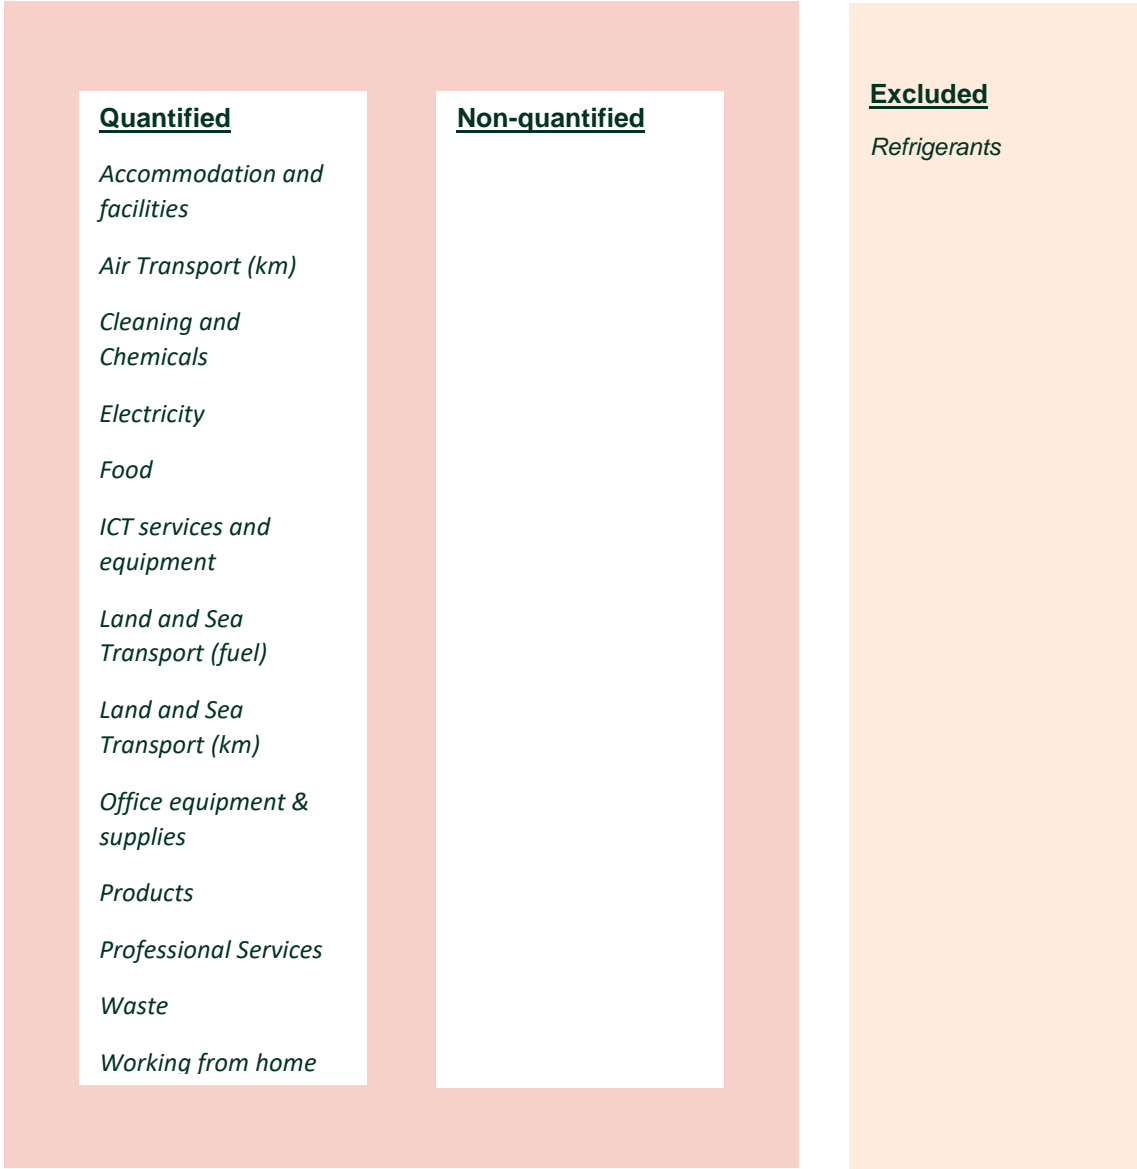 Quantified
Accommodation and
facilities
Air Transport (km)
Cleaning and
Chemicals
Electricity
Food
ICT services and
equipment
Land and Sea
Transport (fuel)
Land and Sea
Transport (km)
Office equipment &
supplies
Products
Professional Services
Waste
Working from home
Non-quantified
Excluded
Refrigerants